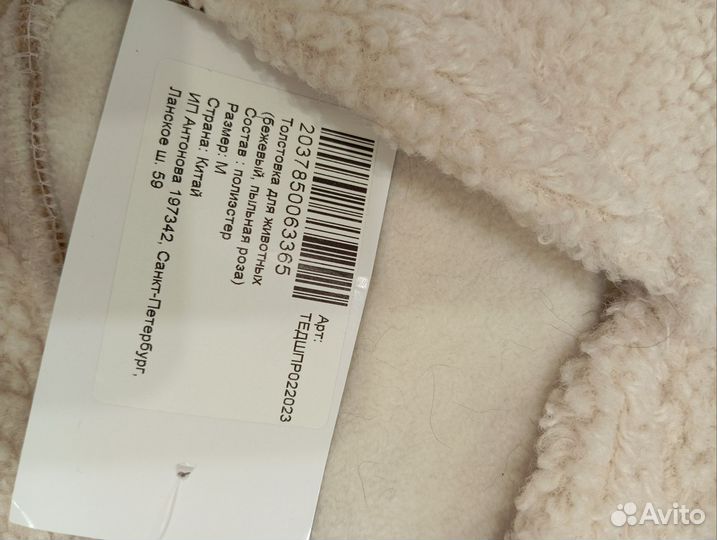 Арт:
ТЕДШПР022023
2037850063365
Толстовка для животных
(бежевый, пыльная роза)
Состав : полиэстер
Размер: М
Страна: Китай
ИП Антонова 197342, Санкт-Петербург,
Ланское ш. 59
Avito